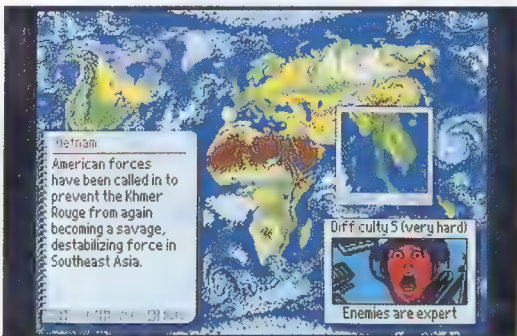 Vietnam
American forces
have been called in to
prevent the Khmer
Rouge from again
becoming a savage,
destabilizing force in
Southeast Asia.
Difficulty 5 (very hard)
Enemies are expert